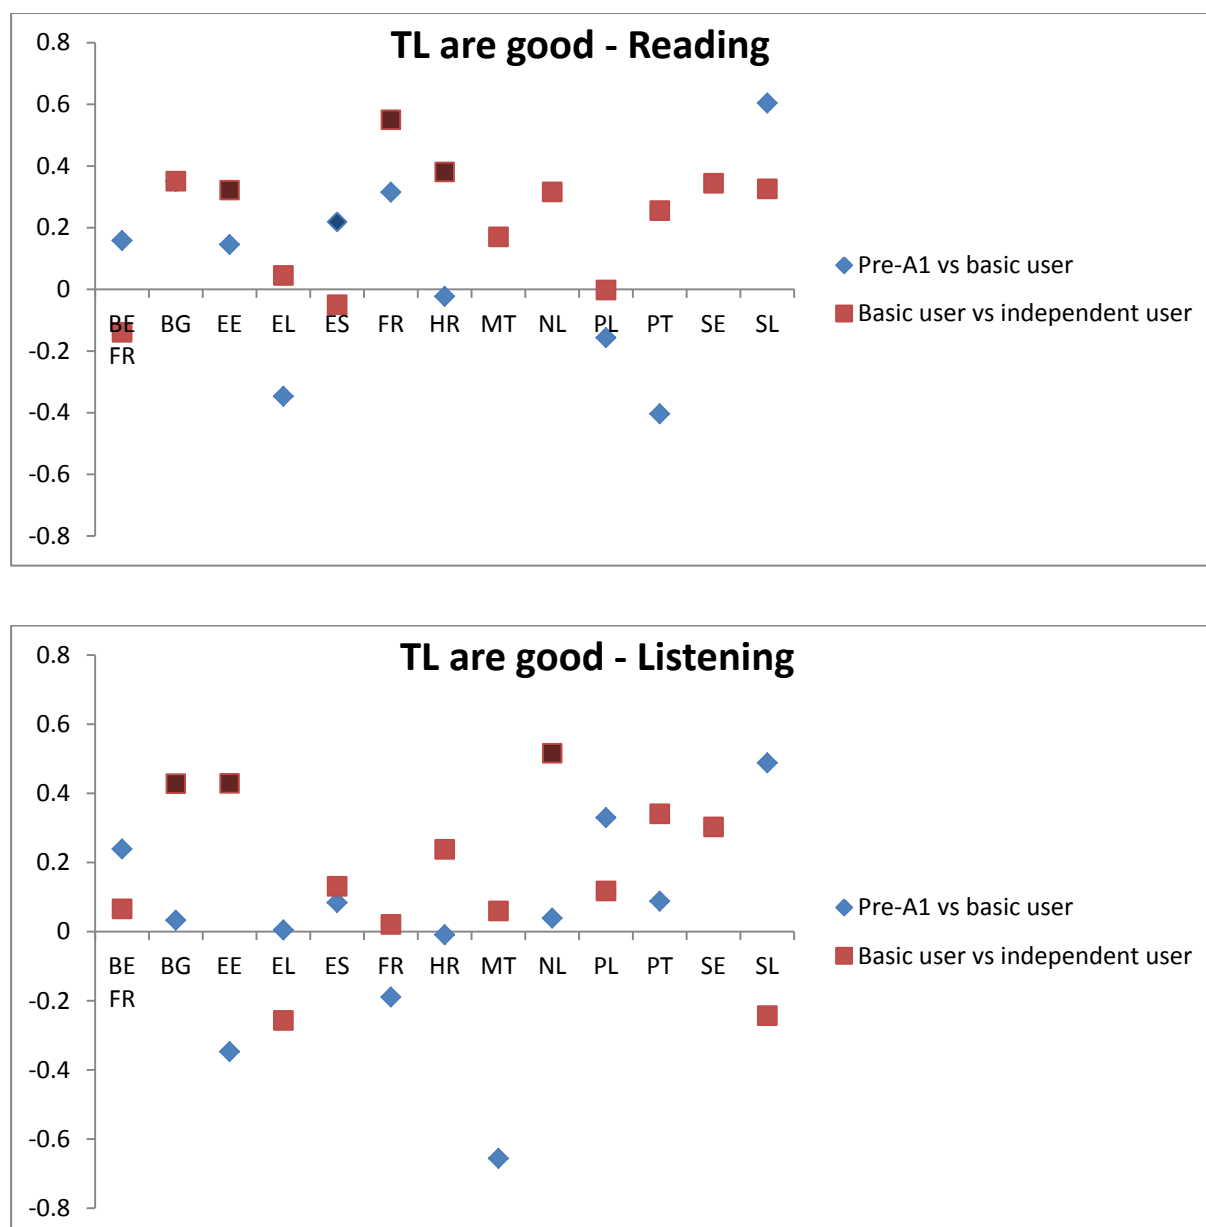 TL are good - Reading
0.8
0.6
0.4
0.2
0
-0.2
-0.4
-0.6
-0.8
BE FR BG EE EL ES FR HR MT NL PL PT SE SL
Pre-A1 vs basic user
Basic user vs independent user
TL are good - Listening
0.8
0.6
0.4
0.2
0
-0.2
-0.4
-0.6
-0.8
BE FR BG EE EL ES FR HR MT NL PL PT SE SL
Pre-A1 vs basic user
Basic user vs independent user